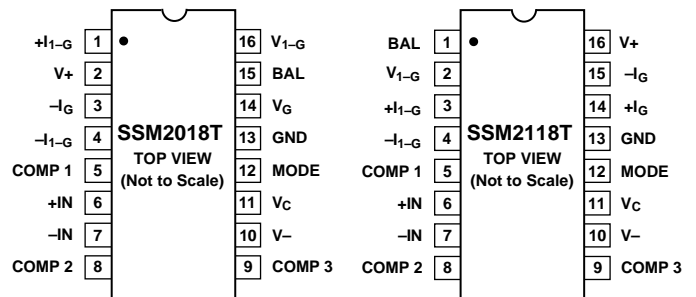 +I1–G 1 16 V1–G
V+ 2 15 BAL
–IG 3 14 VG
–I1–G 4 SSM2018T 13 GND
COMP 1 5 TOP VIEW 12 MODE
(Not to Scale)
+IN 6 11 VC
–IN 7 10 V–
COMP 2 8 9 COMP 3
BAL 1 16 V+
V1–G 2 15 –IG
+I1–G 3 14 +IG
–I1–G 4 SSM2118T 13 GND
COMP 1 5 TOP VIEW 12 MODE
(Not to Scale)
+IN 6 11 VC
–IN 7 10 V–
COMP 2 8 9 COMP 3